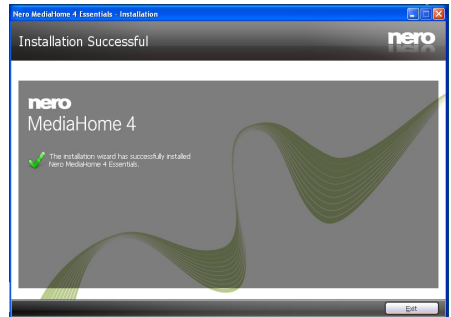 Nero MediaHome 4 Essentials - Installation
Installation Successful
nero
nero
MediaHome 4
The installation wizard has successfully installed
Nero MediaHome 4 Essentials.
Exit